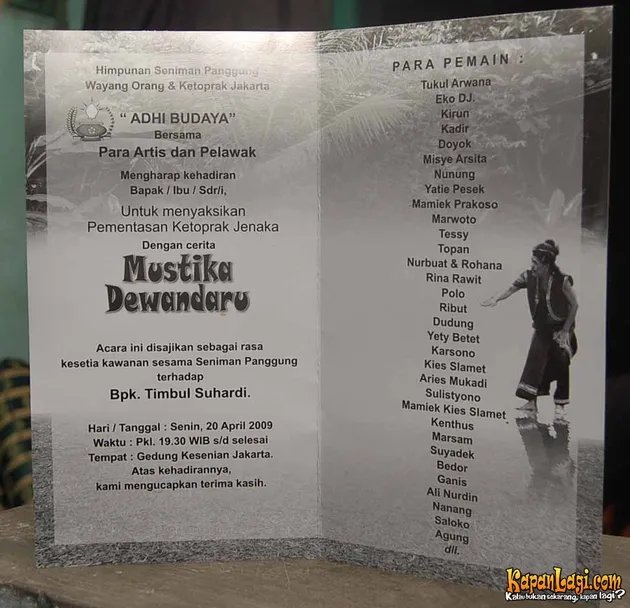 Himpunan Seniman Panggung
Wayang Orang & Ketoprak Jakarta
“ ADHI BUDAYA”
Bersama
Para Artis dan Pelawak
Mengharap kehadiran
Bapak / Ibu / Sdr/i,
Untuk menyaksikan
Pementasan Ketoprak Jenaka
Dengan cerita
Mustika
Dewandaru
Acara ini disajikan sebagai rasa
kesetia kawanan sesama Seniman Panggung
terhadap
Bpk. Timbul Suhardi.
Hari / Tanggal : Senin, 20 April 2009
Waktu : Pkl. 19.30 WIB s/d selesai
Tempat : Gedung Kesenian Jakarta.
Atas kehadirannya,
kami mengucapkan terima kasih.
PARA PEMAIN :
Tukul Arwana
Eko DJ.
Kirun
Kadir
Doyok
Misye Arsita
Nunung
Yatie Pesek
Mamiek Prakoso
Marwoto
Tessy
Topan
Nurbuat & Rohana
Rina Rawit
Polo
Ribut
Dudung
Yety Betet
Karsono
Kies Slamet
Aries Mukadi
Sulistyono
Mamiek Kies Slamet
Kenthus
Marsam
Suyadek
Bedor
Ganis
Ali Nurdin
Nanang
Saloko
Agung
dll.
KapanLagi.com
Kalau bukan sekarang, kapan lagi?